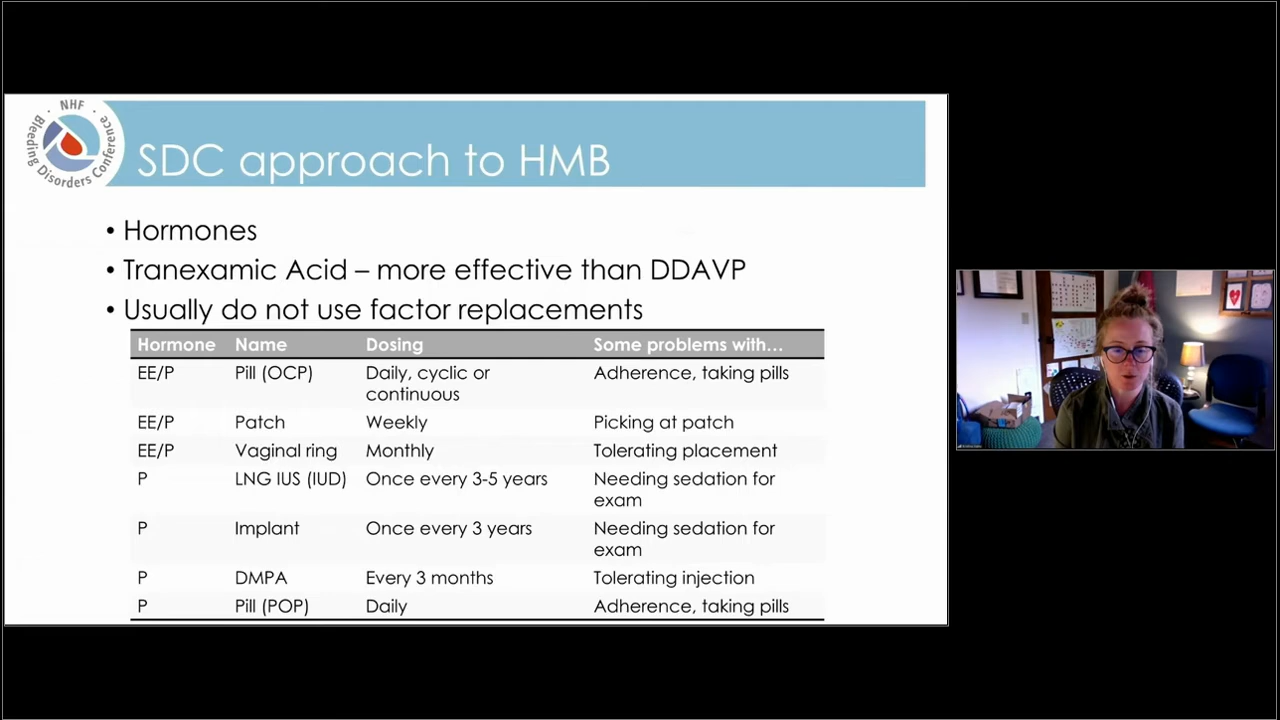 NHF
Bleeding Disorders Conference
SDC approach to HMB
• Hormones
• Tranexamic Acid – more effective than DDAVP
• Usually do not use factor replacements
Hormone Name Dosing Some problems with...
EE/P Pill (OCP) Daily, cyclic or continuous Adherence, taking pills
EE/P Patch Weekly Picking at patch
EE/P Vaginal ring Monthly Tolerating placement
P LNG IUS (IUD) Once every 3-5 years Needing sedation for exam
P Implant Once every 3 years Needing sedation for exam
P DMPA Every 3 months Tolerating injection
P Pill (POP) Daily Adherence, taking pills